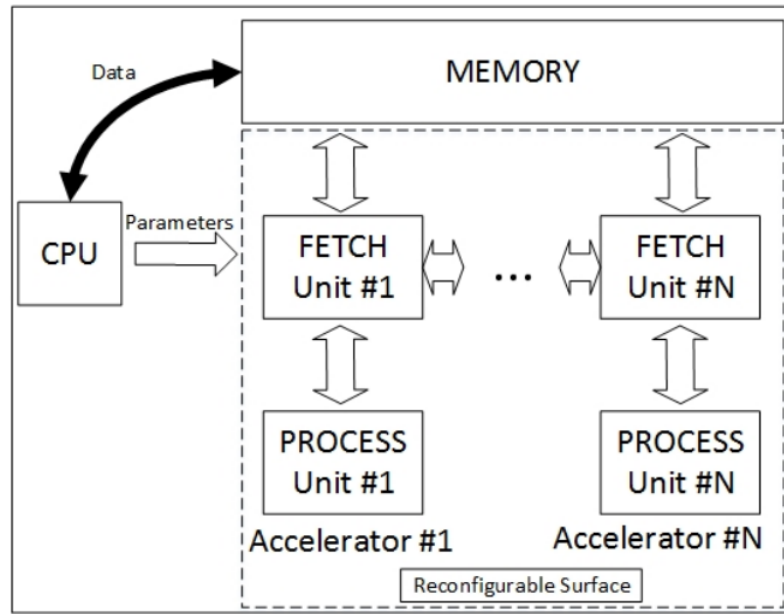 Data
MEMORY
Parameters
CPU
FETCH
Unit #1
...
FETCH
Unit #N
PROCESS
Unit #1
PROCESS
Unit #N
Accelerator #1
Accelerator #N
Reconfigurable Surface